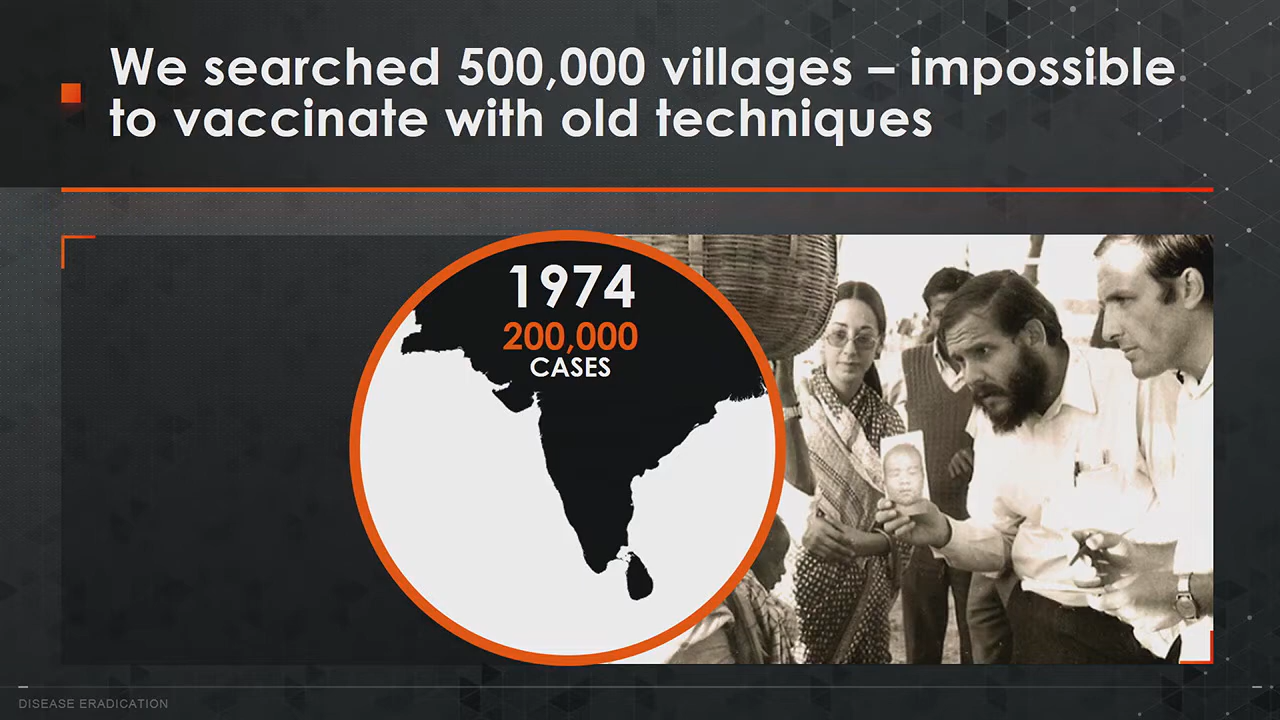 We searched 500,000 villages – impossible
to vaccinate with old techniques
1974
200,000
CASES
DISEASE ERADICATION